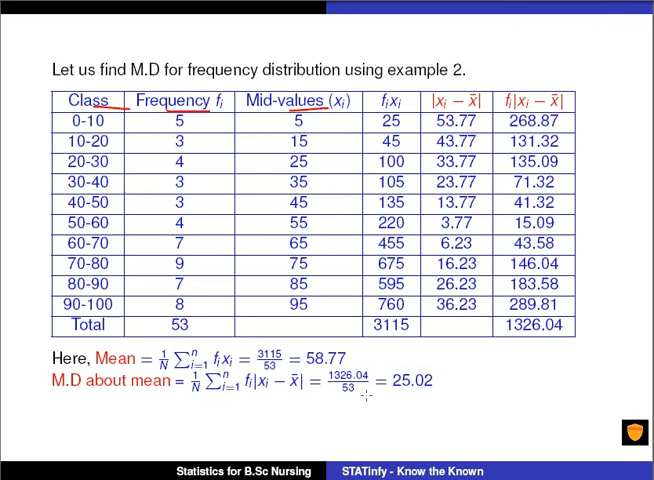 Let us find M.D for frequency distribution using example 2.
Class Frequency fᵢ Mid-values (xᵢ) fᵢxᵢ |xᵢ − x̄| fᵢ|xᵢ − x̄|
0-10 5 5 25 53.77 268.87
10-20 3 15 45 43.77 131.32
20-30 4 25 100 33.77 135.09
30-40 3 35 105 23.77 71.32
40-50 3 45 135 13.77 41.32
50-60 4 55 220 3.77 15.09
60-70 7 65 455 6.23 43.58
70-80 9 75 675 16.23 146.04
80-90 7 85 595 26.23 183.58
90-100 8 95 760 36.23 289.81
Total 53 3115 1326.04
Here, Mean = 1/N ∑ⁿᵢ₌₁ fᵢxᵢ = 3115/53 = 58.77
M.D about mean = 1/N ∑ⁿᵢ₌₁ fᵢ|xᵢ − x̄| = 1326.04/53 = 25.02
Statistics for B.Sc Nursing STATInfy - Know the Known